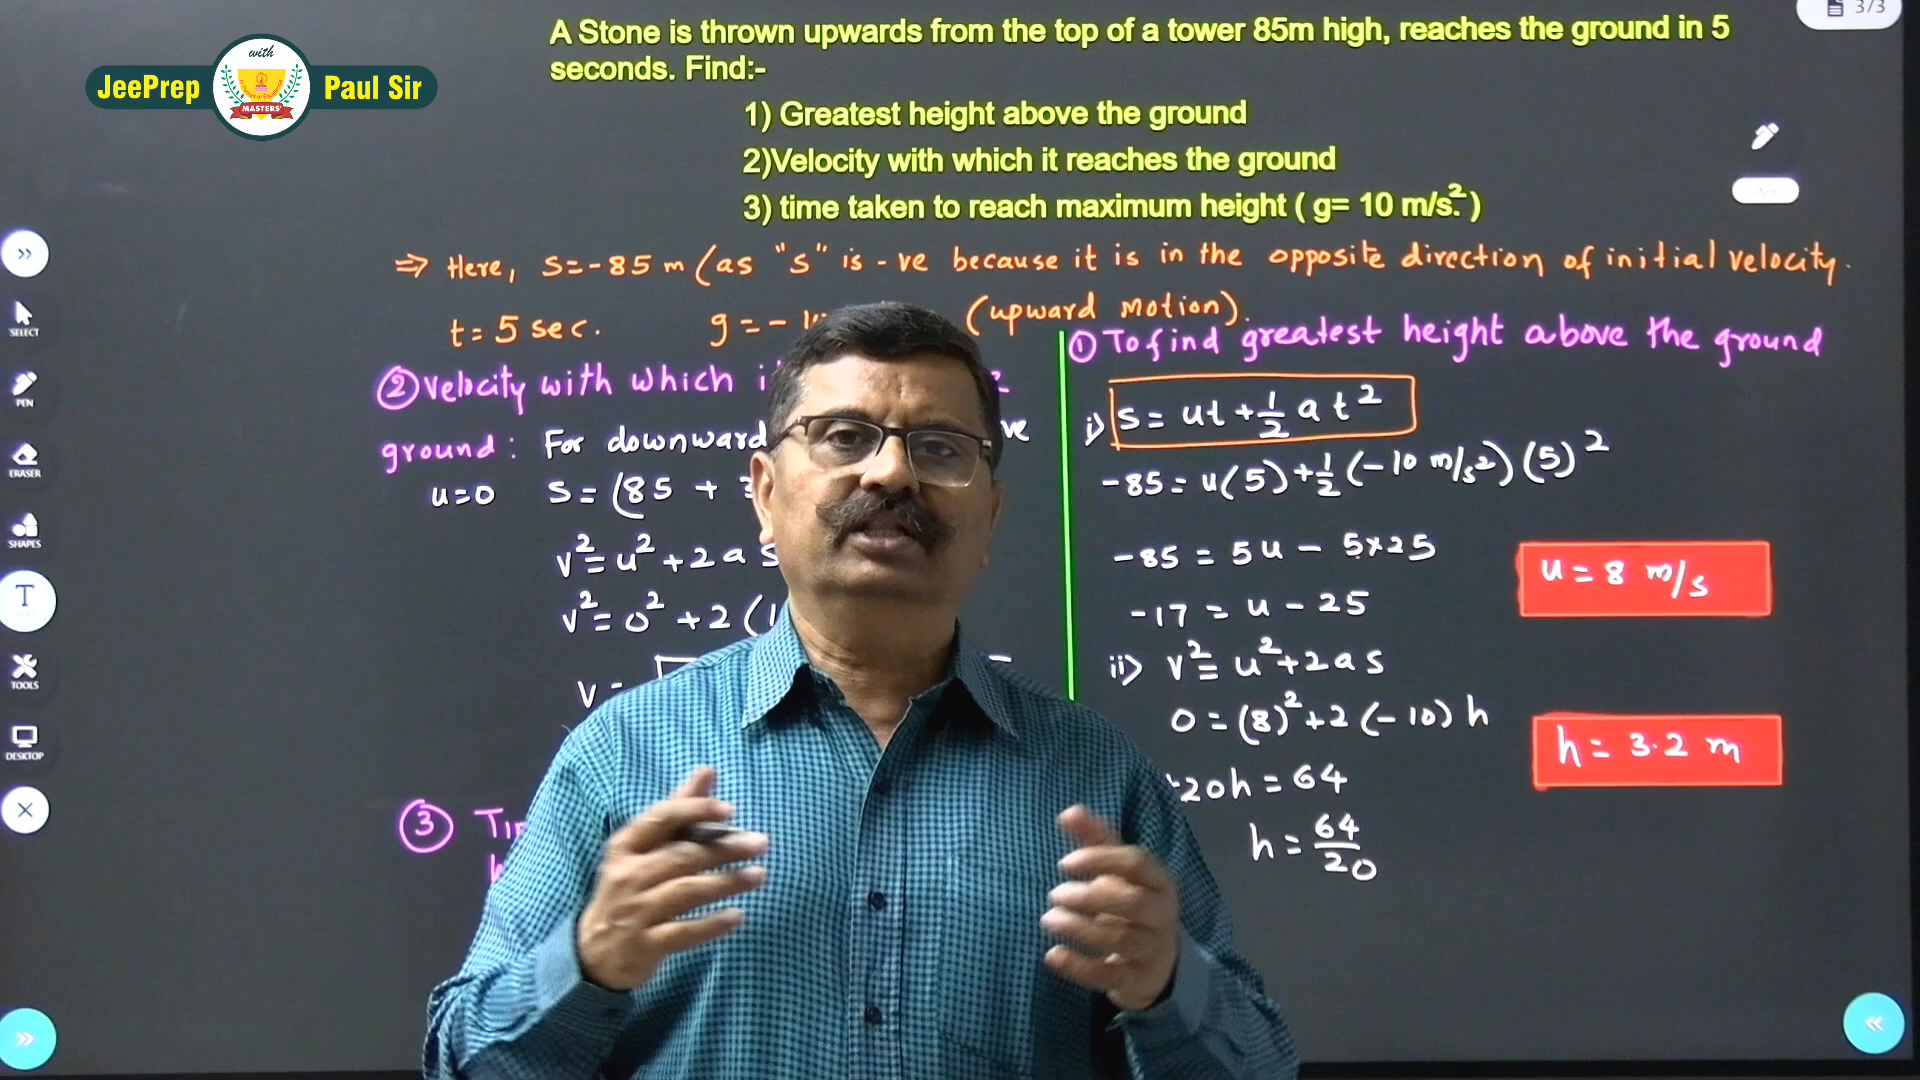 with
JeePrep
Paul Sir
MASTERS'
A Stone is thrown upwards from the top of a tower 85m high, reaches the ground in 5
seconds. Find:-
1) Greatest height above the ground
2)Velocity with which it reaches the ground
3) time taken to reach maximum height ( g= 10 m/s².)
3/3
⇒ Here, s=-85 m (as "s" is -ve because it is in the opposite direction of initial velocity.
t= 5 sec. g = - (upward motion).
② velocity with which
ground : For downward ve
u=0 s= (85 +
v² = u² + 2 a s
v² = 0² + 2 (
v =
③
① To find greatest height above the ground
i) s= ut + 1/2 a t²
-85 = u(5) + 1/2 (-10 m/s²) (5)²
-85 = 5u - 5×25
-17 = u - 25
u = 8 m/s
ii) v² = u² + 2 a s
0 = (8)² + 2 (-10) h
20h = 64
h = 3.2 m
h = 64/20
SELECT
PEN
ERASER
SHAPES
T
TOOLS
DESKTOP